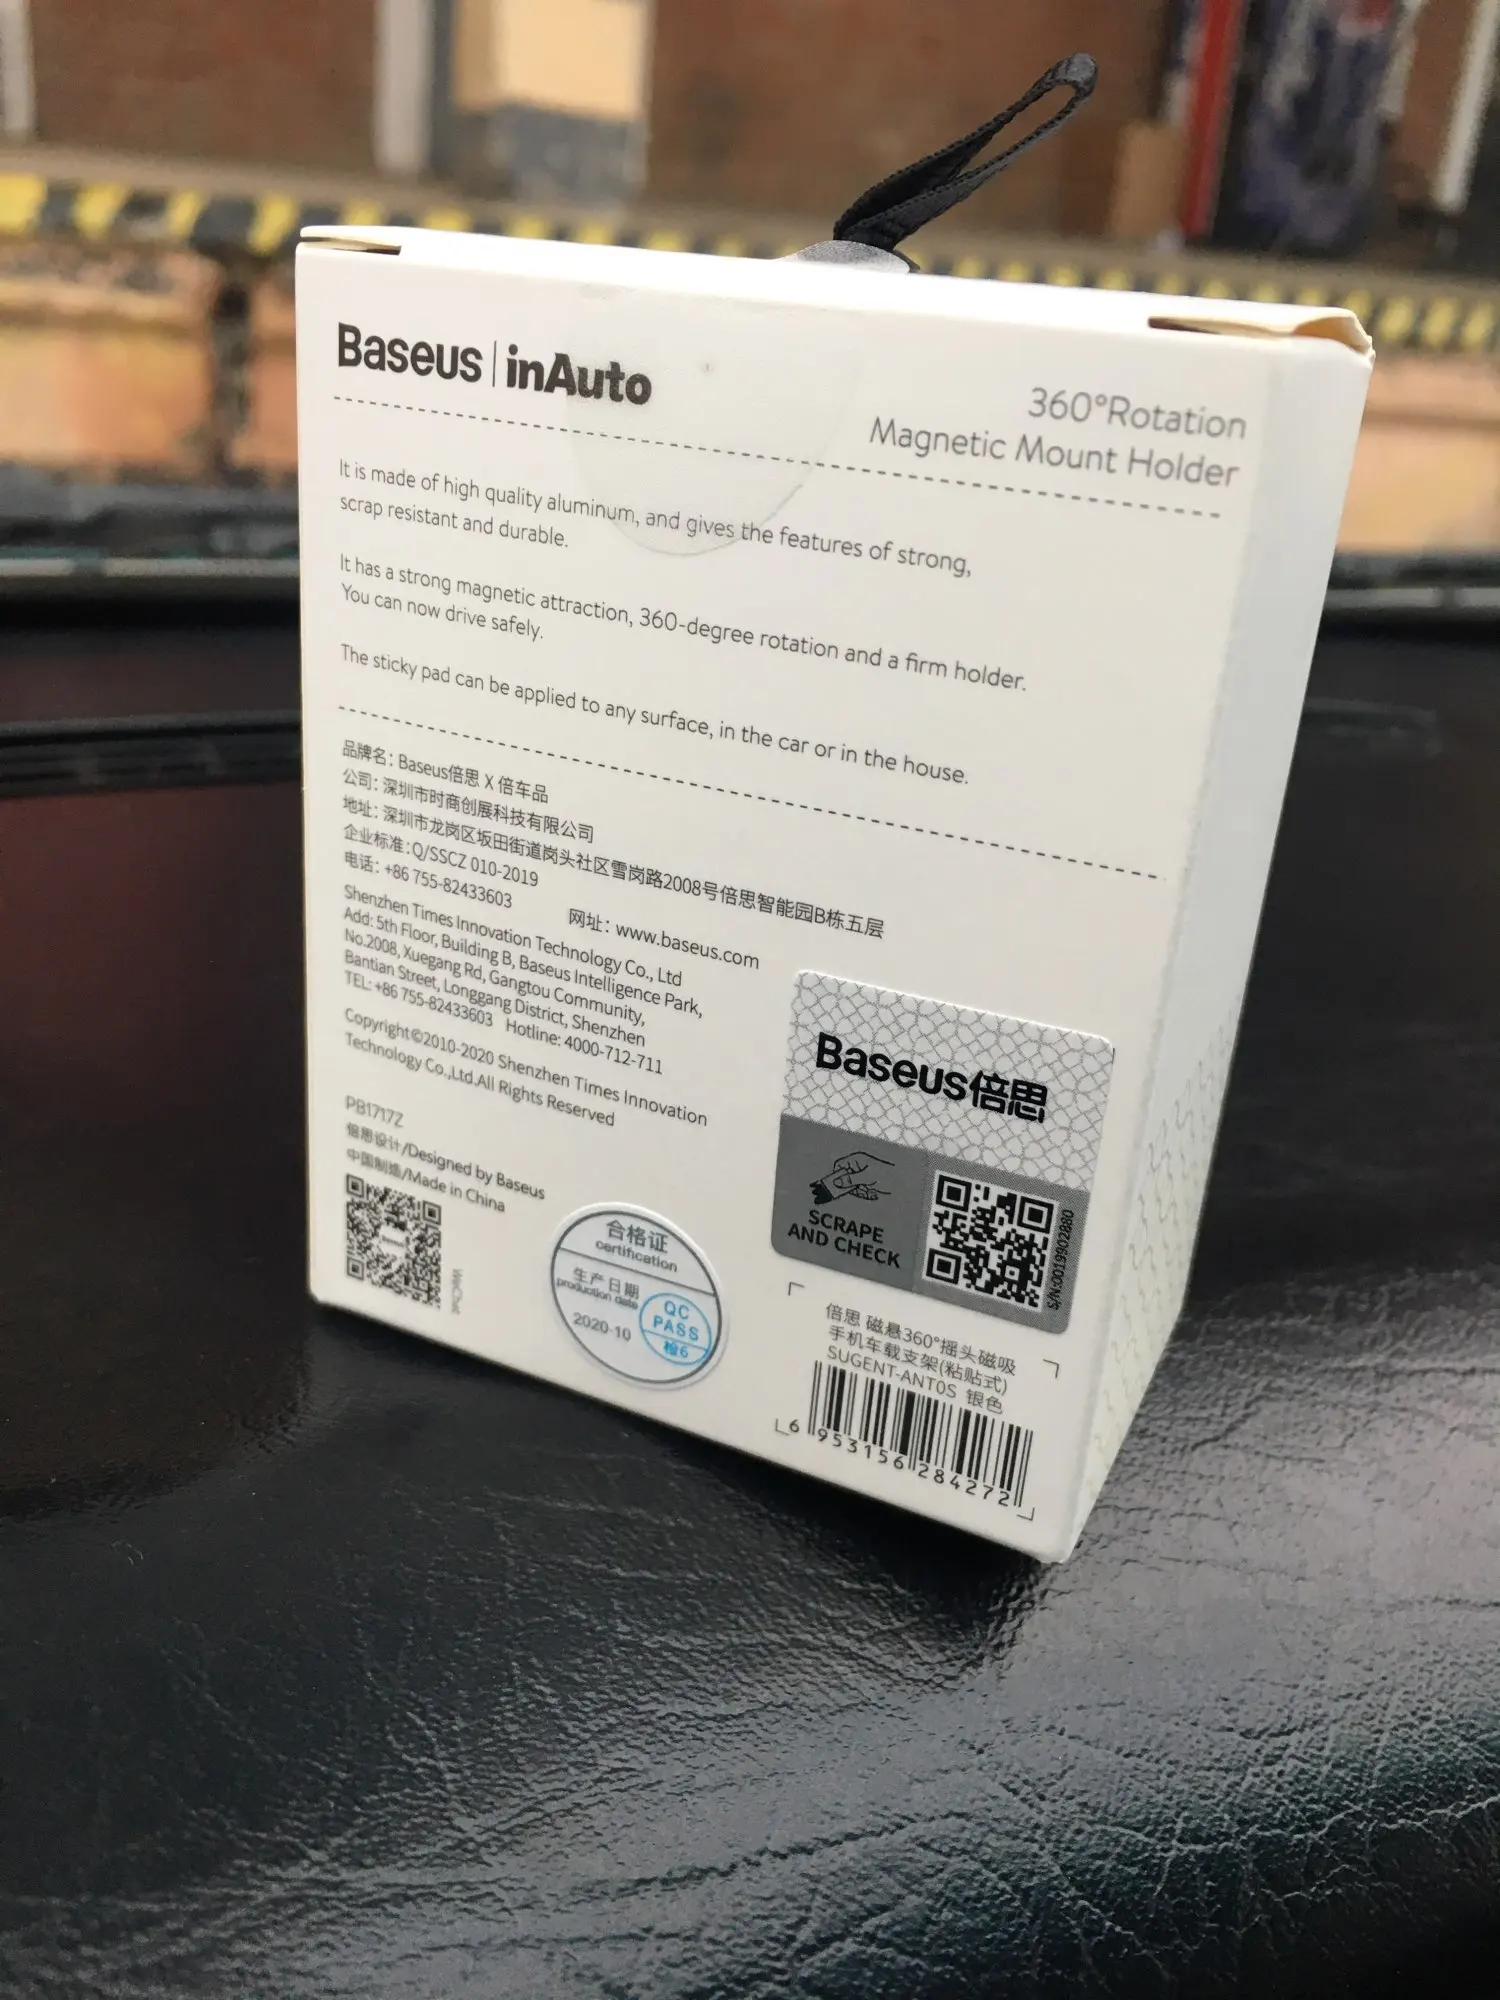 Baseus | inAuto
360°Rotation
Magnetic Mount Holder
It is made of high quality aluminum, and gives the features of strong,
scrap resistant and durable.
It has a strong magnetic attraction, 360-degree rotation and a firm holder.
You can now drive safely.
The sticky pad can be applied to any surface, in the car or in the house.
品牌名: Baseus倍思 X 倍车品
公司: 深圳市时商创展科技有限公司
地址: 深圳市龙岗区坂田街道岗头社区雪岗路2008号倍思智能园B栋五层
企业标准:Q/SSCZ 010-2019
电话: +86 755-82433603 网址: www.baseus.com
Shenzhen Times Innovation Technology Co., Ltd
Add: 5th Floor, Building B, Baseus Intelligence Park,
No.2008, Xuegang Rd, Gangtou Community,
Bantian Street, Longgang District, Shenzhen
TEL: +86 755-82433603 Hotline: 4000-712-711
Copyright©2010-2020 Shenzhen Times Innovation
Technology Co.,Ltd.All Rights Reserved
PB1717Z
倍思设计/Designed by Baseus
中国制造/Made in China
Baseus
WeChat
合格证
certification
生产日期
production date
2020-10
QC
PASS
检6
Baseus倍思
SCRAPE
AND CHECK
S/N:0019902880
倍思 磁悬360°摇头磁吸
手机车载支架(粘贴式)
SUGENT-ANT0S 银色
6 953156 284272